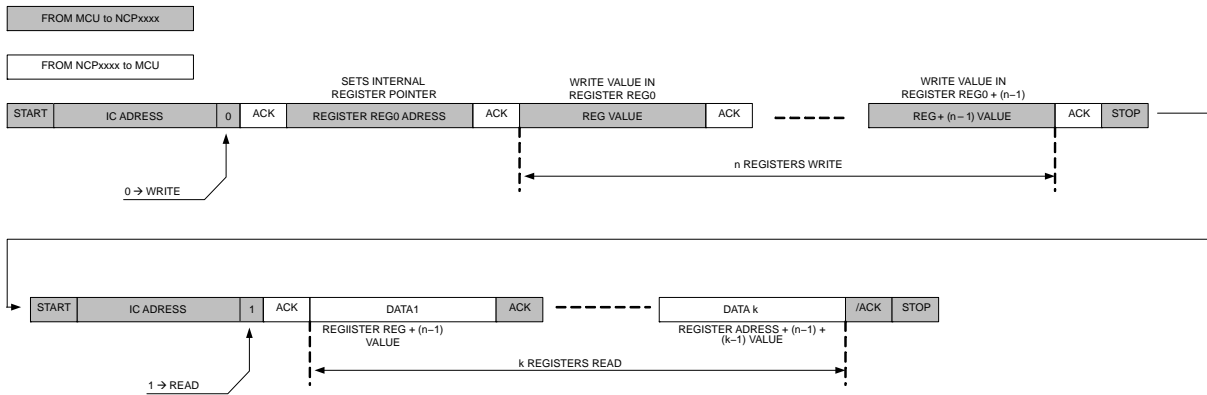 FROM MCU to NCPxxxx
FROM NCPxxxx to MCU
SETS INTERNAL
REGISTER POINTER
WRITE VALUE IN
REGISTER REG0
WRITE VALUE IN
REGISTER REG0 + (n−1)
START IC ADRESS 0 ACK REGISTER REG0 ADRESS ACK REG VALUE ACK REG + (n − 1) VALUE ACK STOP
n REGISTERS WRITE
0 → WRITE
START IC ADRESS 1 ACK DATA1 ACK DATA k /ACK STOP
REGIISTER REG + (n−1)
VALUE
REGISTER ADRESS + (n−1) +
(k−1) VALUE
k REGISTERS READ
1 → READ